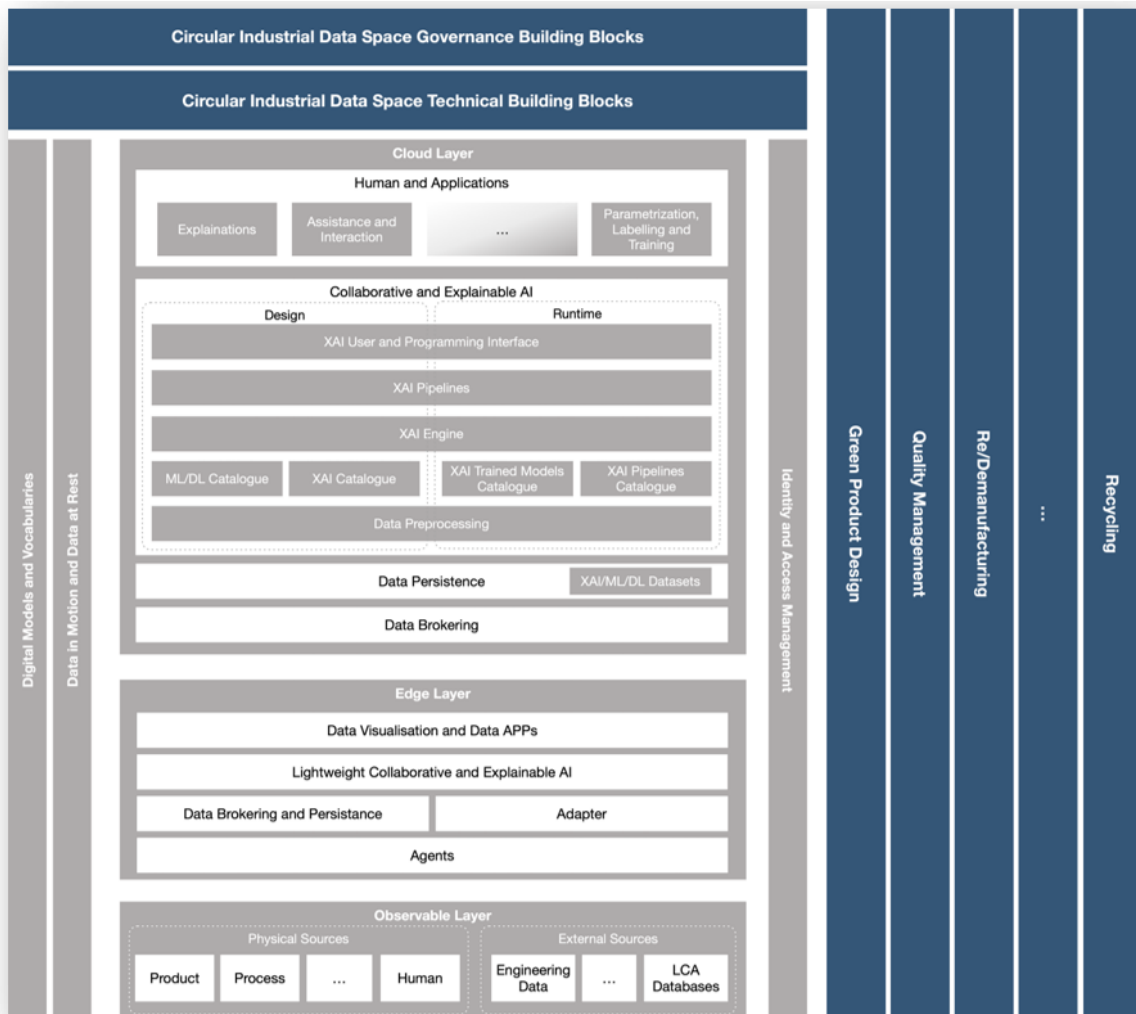 Circular Industrial Data Space Governance Building Blocks
Circular Industrial Data Space Technical Building Blocks
Digital Models and Vocabularies
Data in Motion and Data at Rest
Cloud Layer
Human and Applications
Explainations
Assistance and
Interaction
...
Parametrization,
Labelling and
Training
Collaborative and Explainable AI
Design
Runtime
XAI User and Programming Interface
XAI Pipelines
XAI Engine
ML/DL Catalogue
XAI Catalogue
XAI Trained Models
Catalogue
XAI Pipelines
Catalogue
Data Preprocessing
Data Persistence
XAI/ML/DL Datasets
Data Brokering
Edge Layer
Data Visualisation and Data APPs
Lightweight Collaborative and Explainable AI
Data Brokering and Persistance
Adapter
Agents
Observable Layer
Physical Sources
Product
Process
...
Human
External Sources
Engineering
Data
...
LCA
Databases
Identity and Access Management
Green Product Design
Quality Management
Re/Demanufacturing
...
Recycling